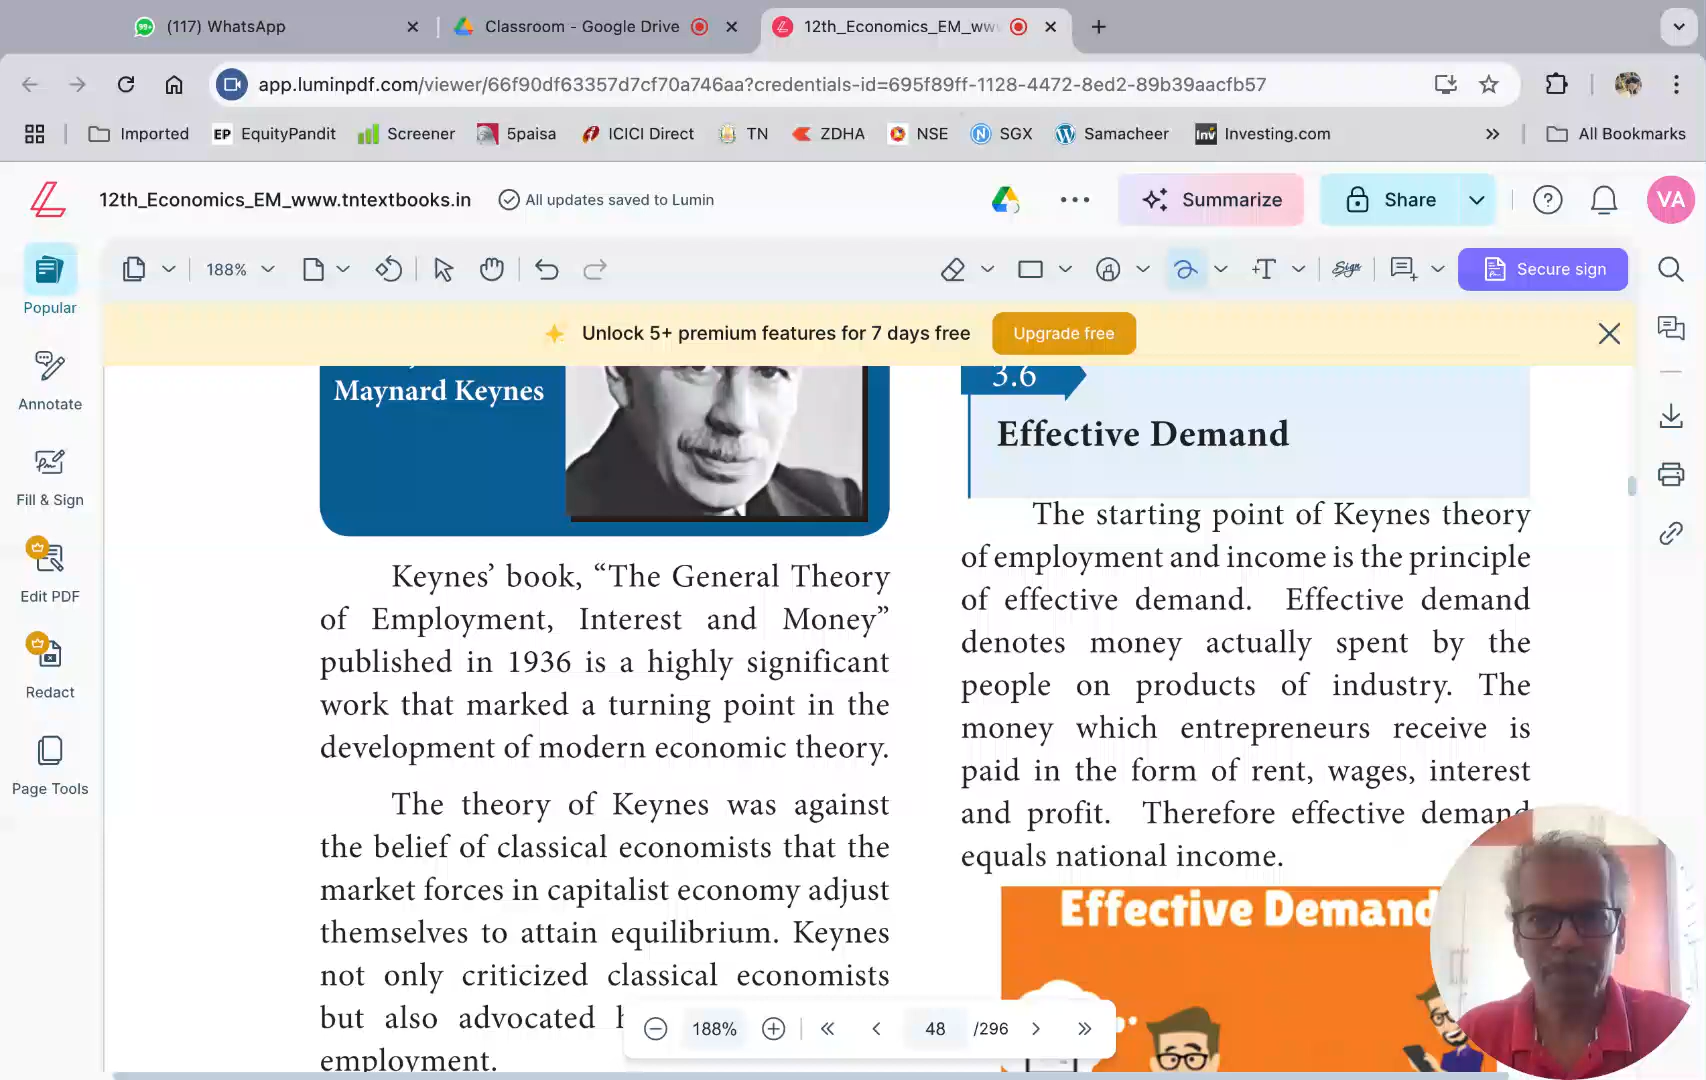 (117) WhatsApp
Classroom - Google Drive
12th_Economics_EM_ww
app.luminpdf.com/viewer/66f90df63357d7cf70a746aa?credentials-id=695f89ff-1128-4472-8ed2-89b39aacfb57
Imported
EP EquityPandit
Screener
5paisa
ICICI Direct
TN
ZDHA
NSE
SGX
Samacheer
Inv Investing.com
All Bookmarks
12th_Economics_EM_www.tntextbooks.in
All updates saved to Lumin
Summarize
Share
VA
188%
Sign
Secure sign
Popular
Annotate
Fill & Sign
Edit PDF
Redact
Page Tools
Unlock 5+ premium features for 7 days free
Upgrade free
Maynard Keynes
Keynes’ book, “The General Theory
of Employment, Interest and Money”
published in 1936 is a highly significant
work that marked a turning point in the
development of modern economic theory.
The theory of Keynes was against
the belief of classical economists that the
market forces in capitalist economy adjust
themselves to attain equilibrium. Keynes
not only criticized classical economists
but also advocated
employment.
3.6
Effective Demand
The starting point of Keynes theory
of employment and income is the principle
of effective demand. Effective demand
denotes money actually spent by the
people on products of industry. The
money which entrepreneurs receive is
paid in the form of rent, wages, interest
and profit. Therefore effective demand
equals national income.
Effective Demand
188%
48 /296